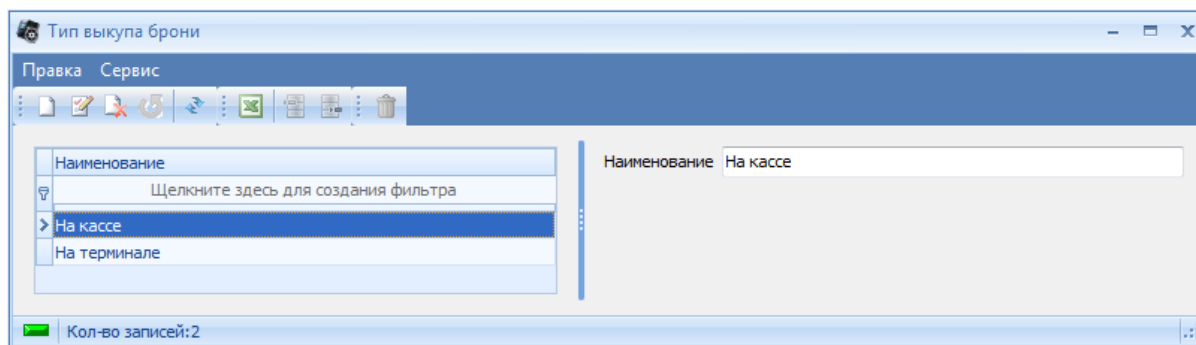 Тип выкупа брони
Правка Сервис
Наименование
Щелкните здесь для создания фильтра
На кассе
На терминале
Наименование На кассе
Кол-во записей:2